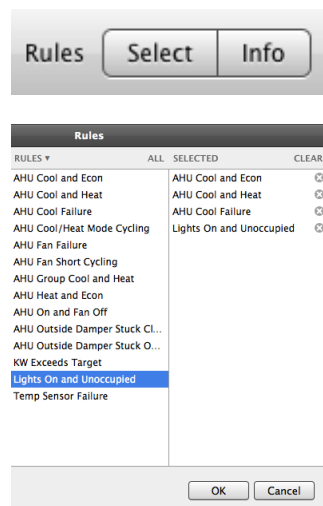 Rules Select Info
Rules
RULES ▾ ALL SELECTED CLEAR
AHU Cool and Econ AHU Cool and Econ
AHU Cool and Heat AHU Cool and Heat
AHU Cool Failure AHU Cool Failure
AHU Cool/Heat Mode Cycling Lights On and Unoccupied
AHU Fan Failure
AHU Fan Short Cycling
AHU Group Cool and Heat
AHU Heat and Econ
AHU On and Fan Off
AHU Outside Damper Stuck Cl...
AHU Outside Damper Stuck O...
KW Exceeds Target
Lights On and Unoccupied
Temp Sensor Failure
OK Cancel